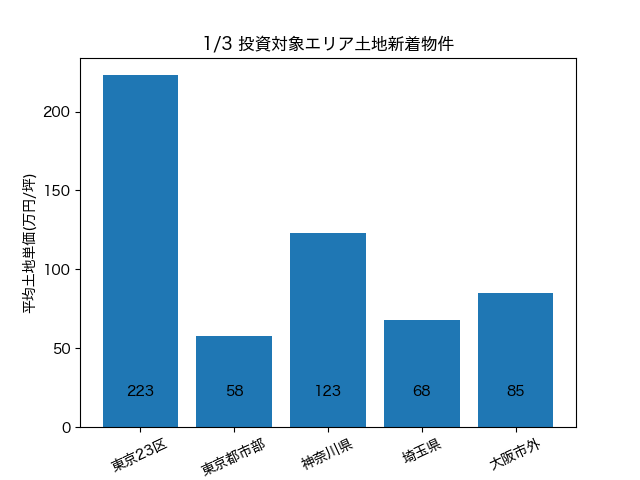 1/3 投資対象エリア土地新着物件
平均土地単価(万円/坪)
200
150
100
50
0
223
58
123
68
85
東京23区
東京都市部
神奈川県
埼玉県
大阪市外